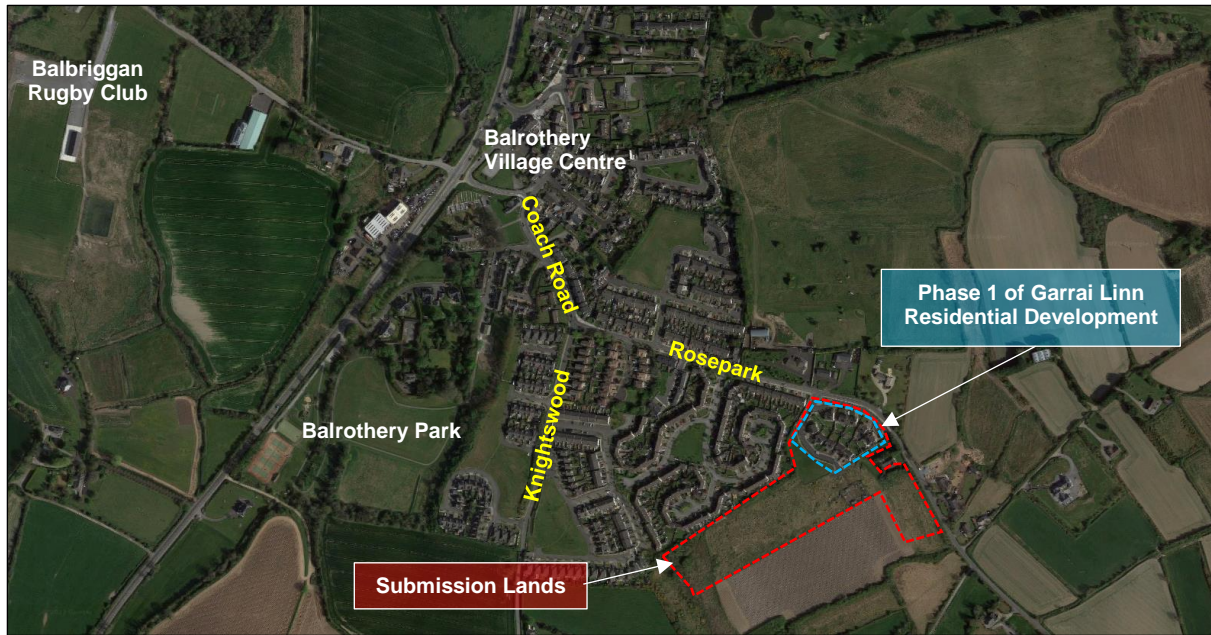 Balbriggan
Rugby Club
Balrothery
Village Centre
Coach Road
Phase 1 of Garrai Linn
Residential Development
Rosepark
Balrothery Park
Knightswood
Submission Lands